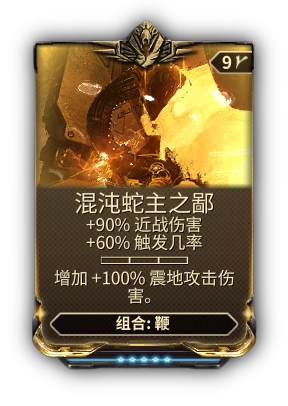 9
混沌蛇主之鄙
+90% 近战伤害
+60% 触发几率
增加 +100% 震地攻击伤
害。
组合: 鞭